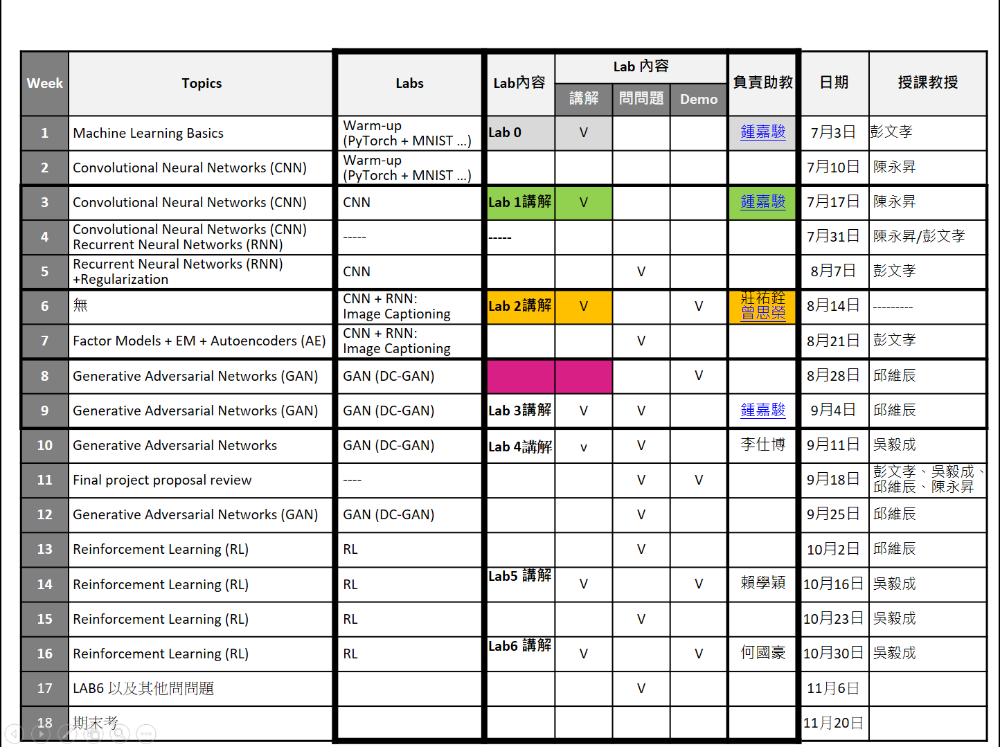 Week Topics Labs Lab內容 Lab 內容 負責助教 日期 授課教授
講解 問問題 Demo
1 Machine Learning Basics Warm-up
(PyTorch + MNIST ...) Lab 0 V 鍾嘉駿 7月3日 彭文孝
2 Convolutional Neural Networks (CNN) Warm-up
(PyTorch + MNIST ...) 7月10日 陳永昇
3 Convolutional Neural Networks (CNN) CNN Lab 1講解 V 鍾嘉駿 7月17日 陳永昇
4 Convolutional Neural Networks (CNN)
Recurrent Neural Networks (RNN) ----- ----- 7月31日 陳永昇/彭文孝
5 Recurrent Neural Networks (RNN)
+Regularization CNN V 8月7日 彭文孝
6 無 CNN + RNN:
Image Captioning Lab 2講解 V V 莊祐銓
曾思榮 8月14日 ---------
7 Factor Models + EM + Autoencoders (AE) CNN + RNN:
Image Captioning V 8月21日 彭文孝
8 Generative Adversarial Networks (GAN) GAN (DC-GAN) V 8月28日 邱維辰
9 Generative Adversarial Networks (GAN) GAN (DC-GAN) Lab 3講解 V V 鍾嘉駿 9月4日 邱維辰
10 Generative Adversarial Networks GAN (DC-GAN) Lab 4講解 v V 李仕博 9月11日 吳毅成
11 Final project proposal review ---- V V 9月18日 彭文孝、吳毅成、
邱維辰、陳永昇
12 Generative Adversarial Networks (GAN) GAN (DC-GAN) V 9月25日 邱維辰
13 Reinforcement Learning (RL) RL V 10月2日 邱維辰
14 Reinforcement Learning (RL) RL Lab5 講解 V V 賴學穎 10月16日 吳毅成
15 Reinforcement Learning (RL) RL V 10月23日 吳毅成
16 Reinforcement Learning (RL) RL Lab6 講解 V V 何國豪 10月30日 吳毅成
17 LAB6 以及其他問問題 V 11月6日
18 期末考 11月20日